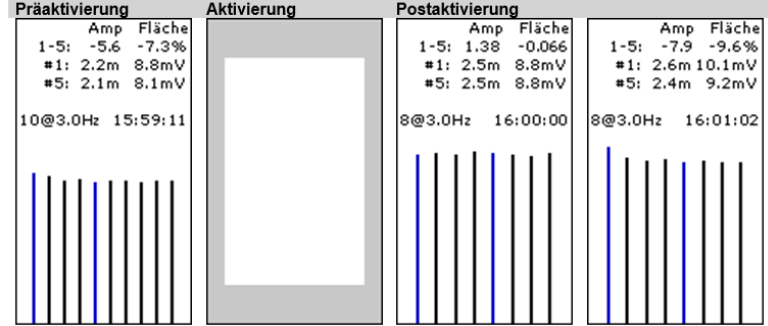 Präaktivierung
Amp Fläche
1-5: -5.6 -7.3%
#1: 2.2m 8.8mV
#5: 2.1m 8.1mV
10@3.0Hz 15:59:11
Aktivierung
Postaktivierung
Amp Fläche
1-5: 1.38 -0.066
#1: 2.5m 8.8mV
#5: 2.5m 8.8mV
8@3.0Hz 16:00:00
Amp Fläche
1-5: -7.9 -9.6%
#1: 2.6m 10.1mV
#5: 2.4m 9.2mV
8@3.0Hz 16:01:02